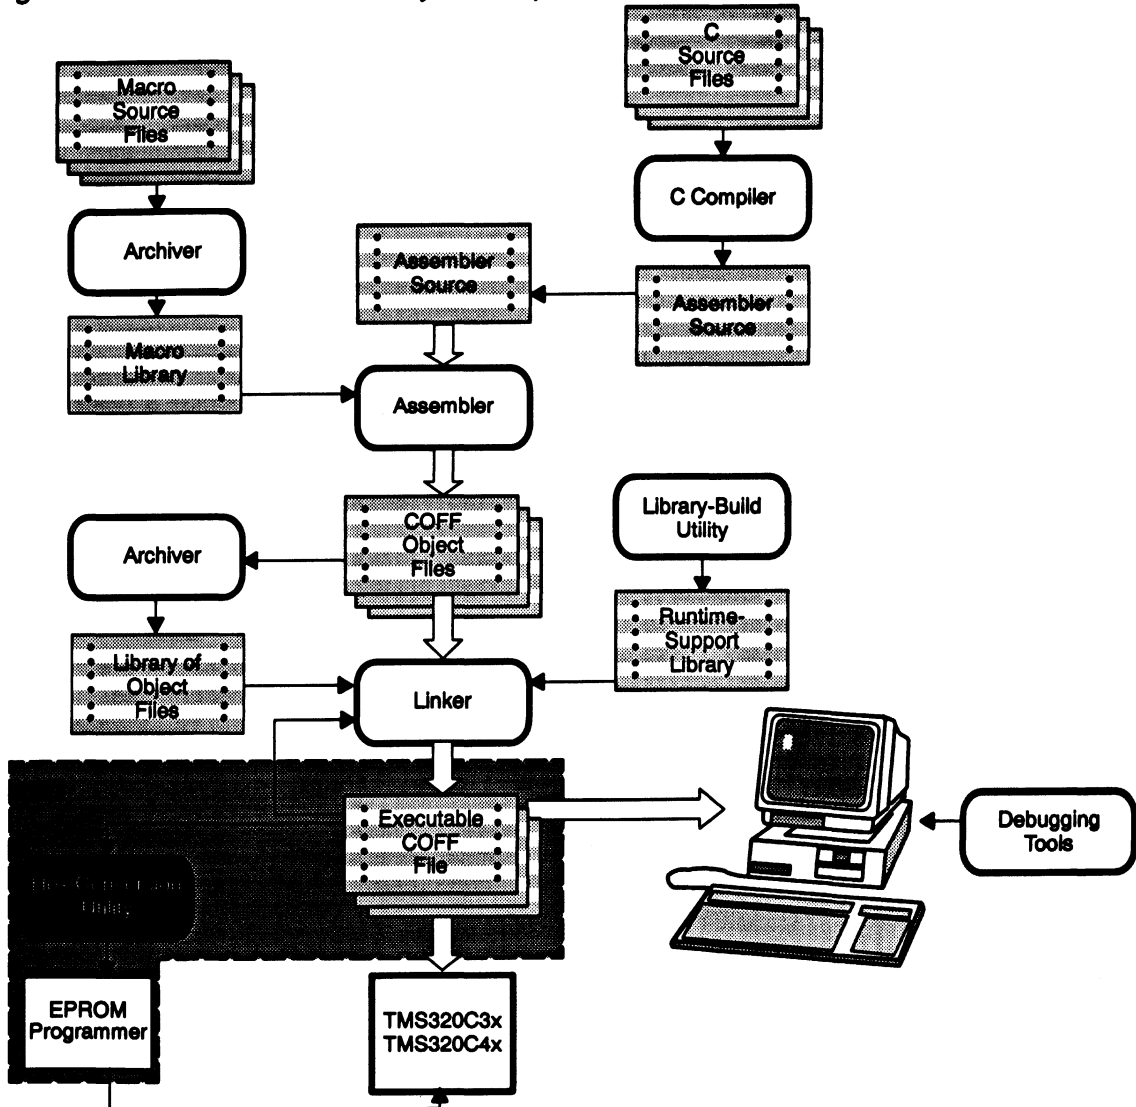 C
Source
Files
Macro
Source
Files
C Compiler
Archiver
Assembler
Source
Assembler
Source
Macro
Library
Assembler
COFF
Object
Files
Library-Build
Utility
Archiver
Runtime-
Support
Library
Library of
Object
Files
Linker
Executable
COFF
File
Debugging
Tools
Utility
EPROM
Programmer
TMS320C3x
TMS320C4x